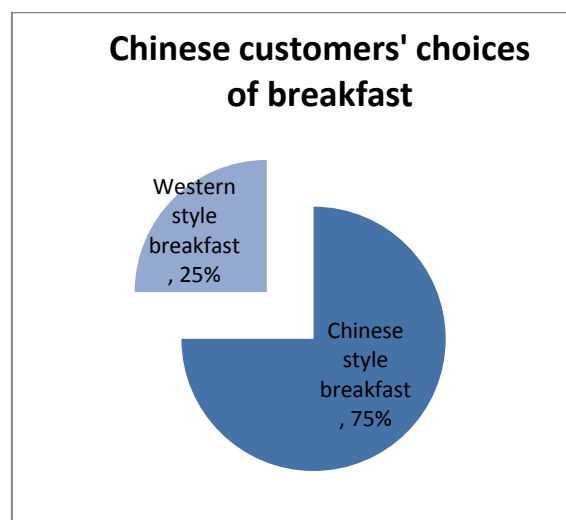 Chinese customers' choices
of breakfast
Western
style
breakfast
, 25%
Chinese
style
breakfast
, 75%